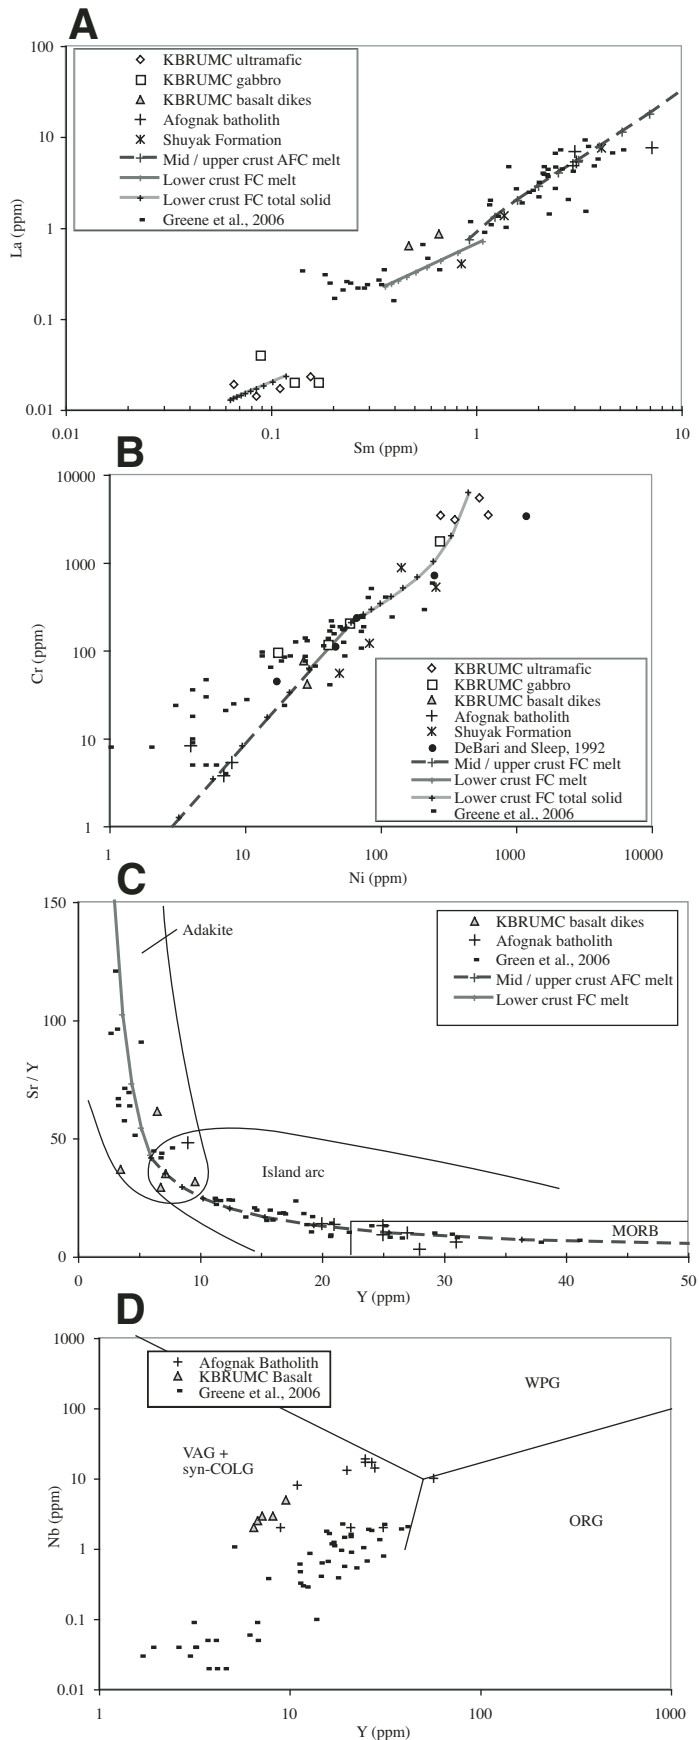 A
100
10
1
0.1
0.01
La (ppm)
KBRUMC ultramafic
KBRUMC gabbro
KBRUMC basalt dikes
Afognak batholith
Shuyak Formation
Mid / upper crust AFC melt
Lower crust FC melt
Lower crust FC total solid
Greene et al., 2006
0.01
0.1
1
10
Sm (ppm)
B
10000
1000
100
10
1
Cr (ppm)
KBRUMC ultramafic
KBRUMC gabbro
KBRUMC basalt dikes
Afognak batholith
Shuyak Formation
DeBari and Sleep, 1992
Mid / upper crust FC melt
Lower crust FC melt
Lower crust FC total solid
Greene et al., 2006
1
10
100
1000
10000
Ni (ppm)
C
150
100
50
0
Sr / Y
Adakite
KBRUMC basalt dikes
Afognak batholith
Green et al., 2006
Mid / upper crust AFC melt
Lower crust FC melt
Island arc
MORB
0
10
20
30
40
50
Y (ppm)
D
1000
100
10
1
0.1
0.01
Nb (ppm)
Afognak Batholith
KBRUMC Basalt
Greene et al., 2006
WPG
VAG +
syn-COLG
ORG
1
10
100
1000
Y (ppm)